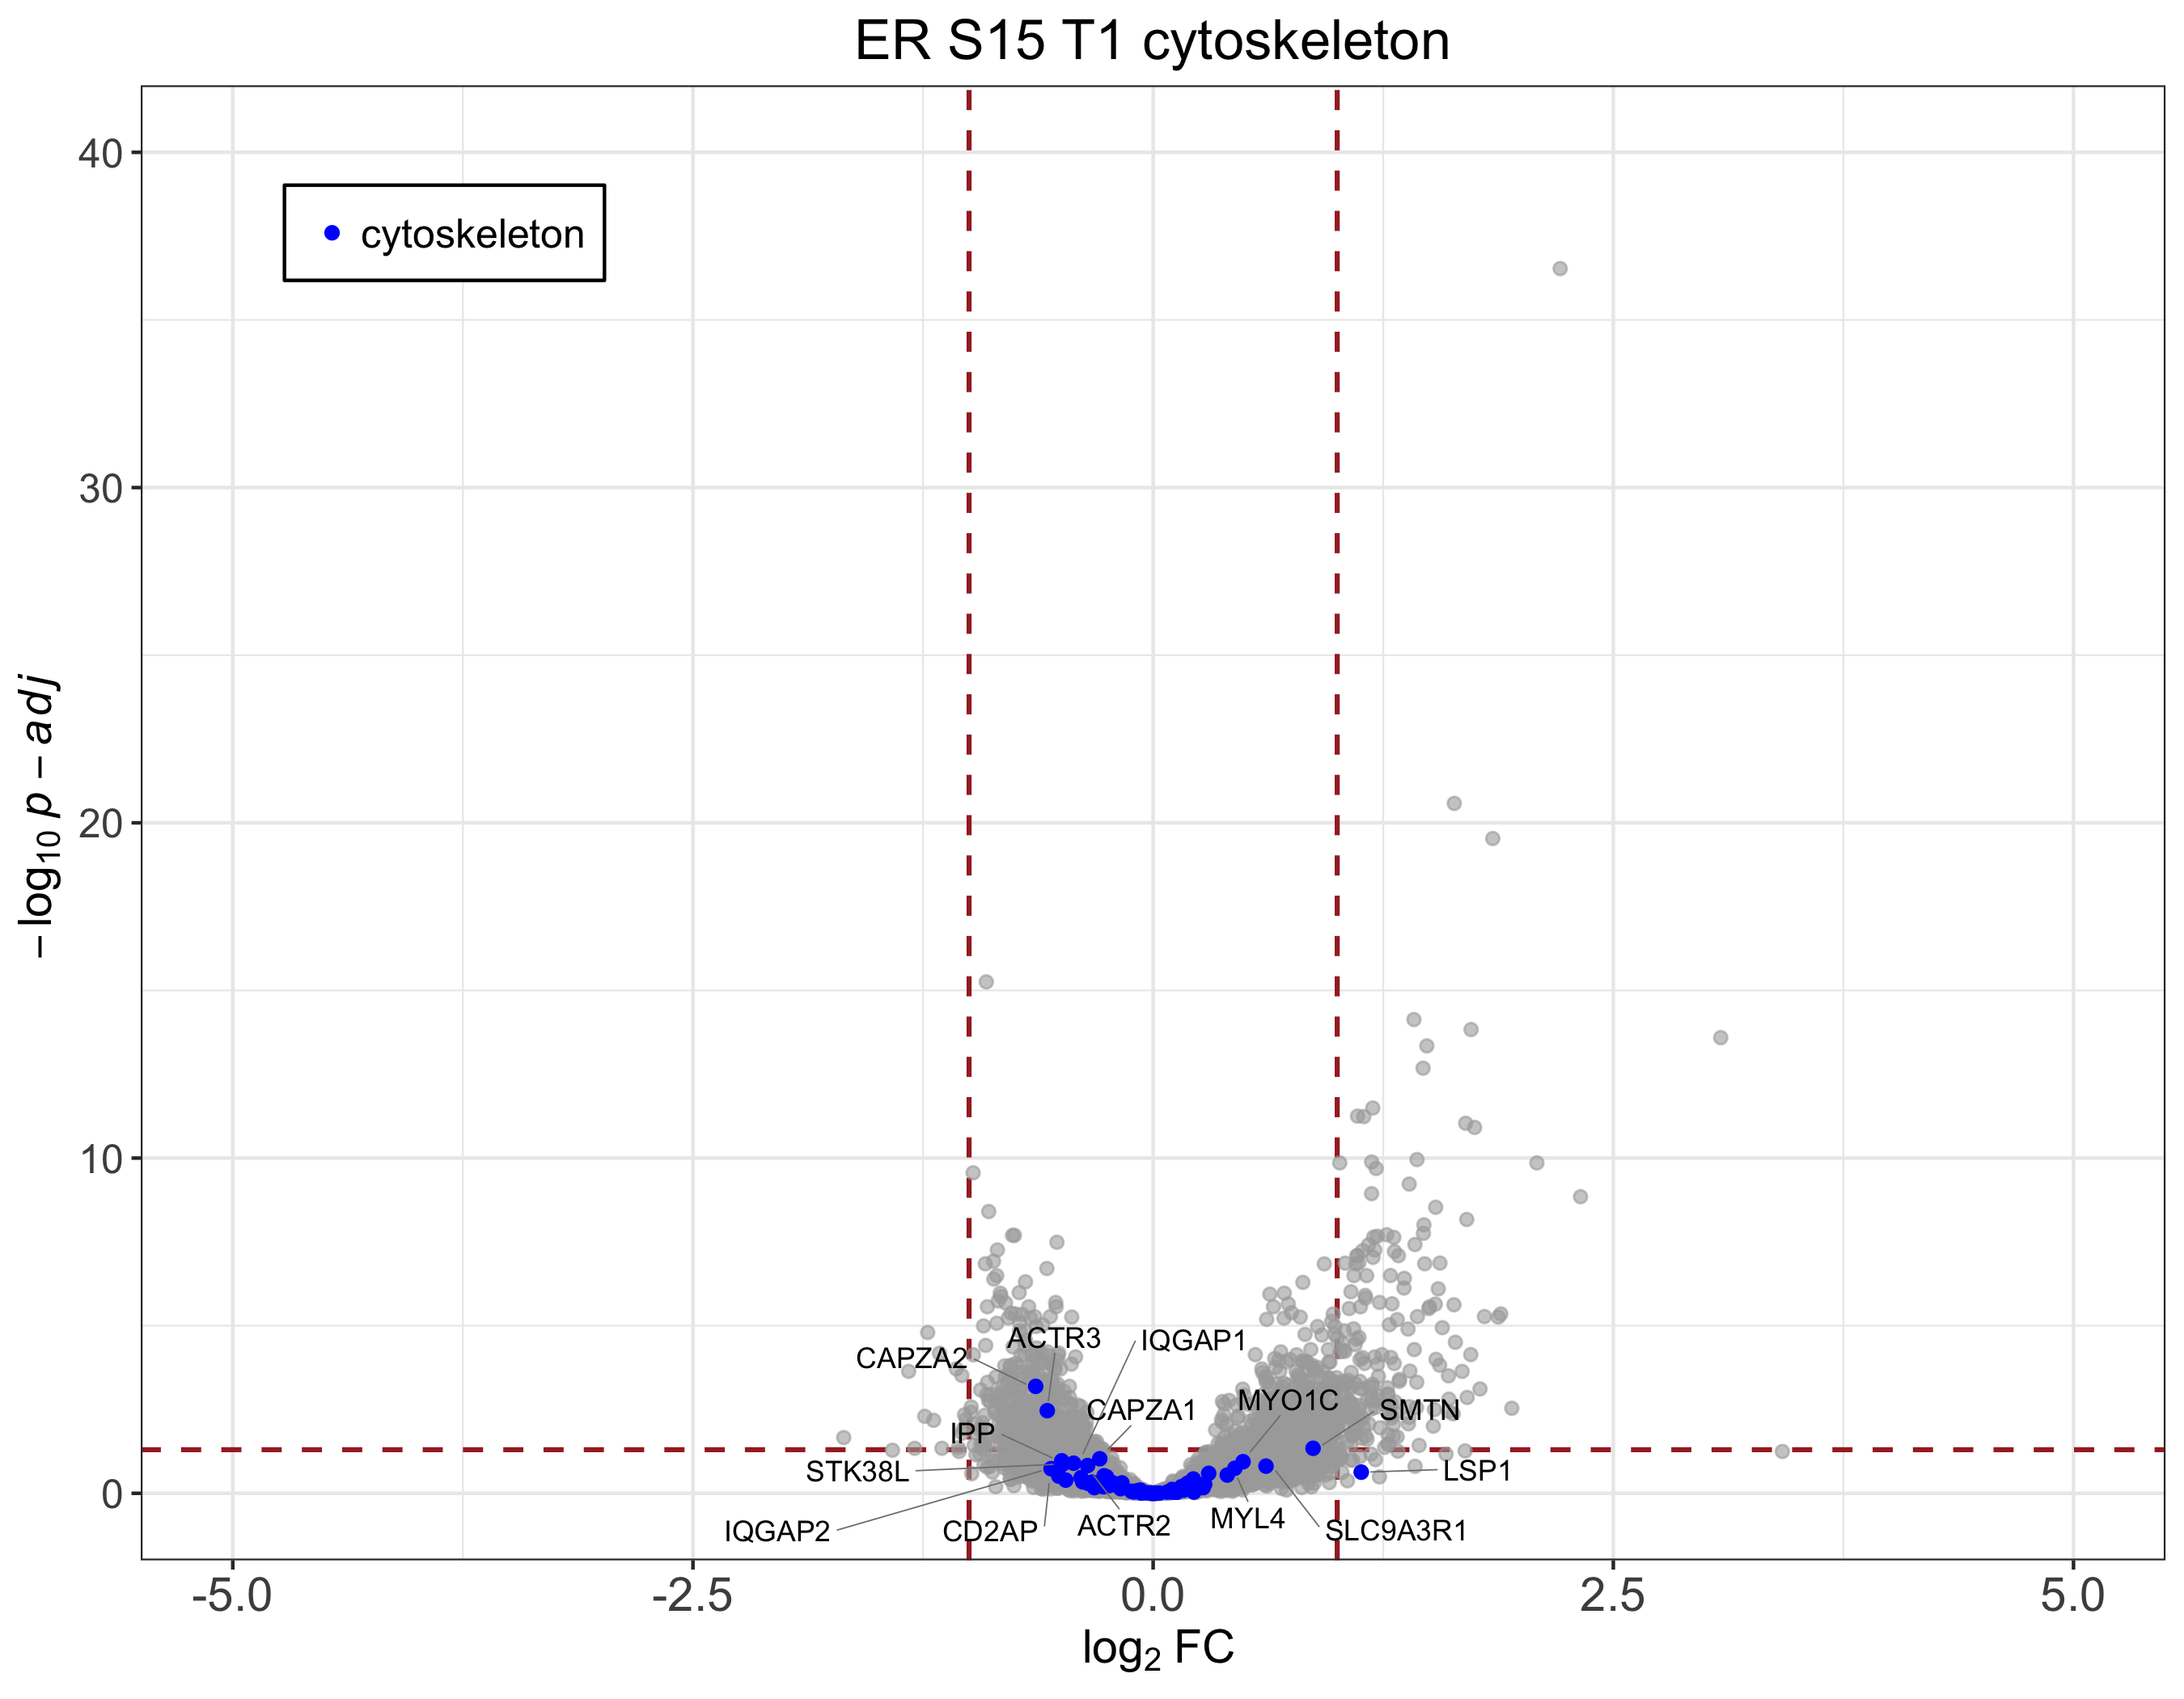 ER S15 T1 cytoskeleton
40
30
20
10
0
−log10 p − adj
cytoskeleton
ACTR3
IQGAP1
CAPZA2
CAPZA1
MYO1C
SMTN
IPP
STK38L
LSP1
IQGAP2
CD2AP
ACTR2
MYL4
SLC9A3R1
-5.0
-2.5
0.0
2.5
5.0
log2 FC